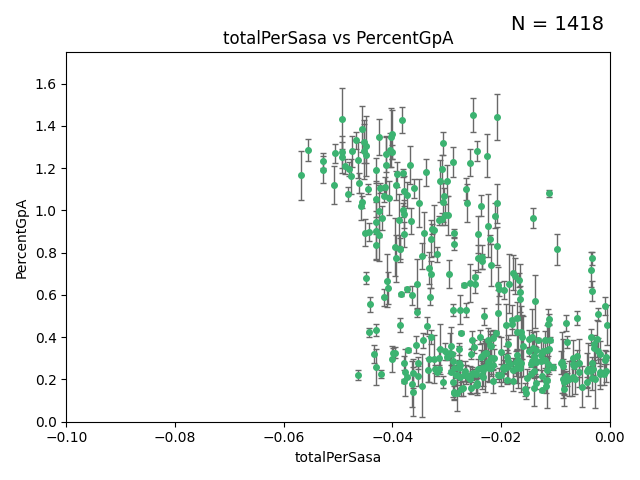 N = 1418
totalPerSasa vs PercentGpA
PercentGpA
1.6
1.4
1.2
1.0
0.8
0.6
0.4
0.2
0.0
−0.10 −0.08 −0.06 −0.04 −0.02 0.00
totalPerSasa